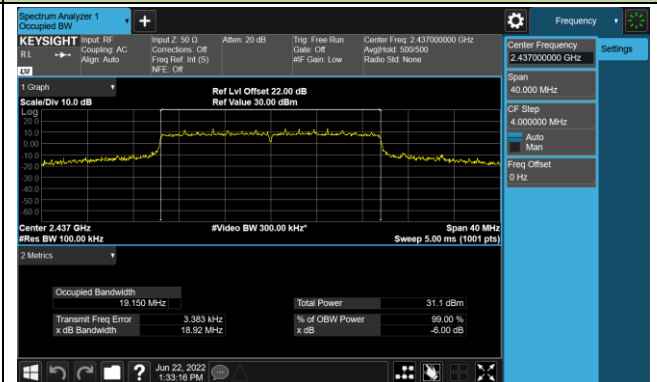 Spectrum Analyzer 1
Occupied BW
Frequency
KEYSIGHT
RL
LXI
Input: RF
Coupling: AC
Align: Auto
Input Z: 50 Ω
Corrections: Off
Freq Ref: Int (S)
NFE: Off
Atten: 20 dB
Trig: Free Run
Gate: Off
#IF Gain: Low
Center Freq: 2.437000000 GHz
Avg|Hold: 500/500
Radio Std: None
Center Frequency
2.437000000 GHz
Settings
Span
40.000 MHz
CF Step
4.000000 MHz
Auto
Man
Freq Offset
0 Hz
1 Graph
Scale/Div 10.0 dB
Ref Lvl Offset 22.00 dB
Ref Value 30.00 dBm
Log
20.0
10.0
0.00
-10.0
-20.0
-30.0
-40.0
-50.0
-60.0
Center 2.437 GHz
#Res BW 100.00 kHz
#Video BW 300.00 kHz*
Span 40 MHz
Sweep 5.00 ms (1001 pts)
2 Metrics
Occupied Bandwidth
19.150 MHz
Total Power 31.1 dBm
Transmit Freq Error 3.383 kHz
% of OBW Power 99.00 %
x dB Bandwidth 18.92 MHz
x dB -6.00 dB
?
Jun 22, 2022
1:33:16 PM